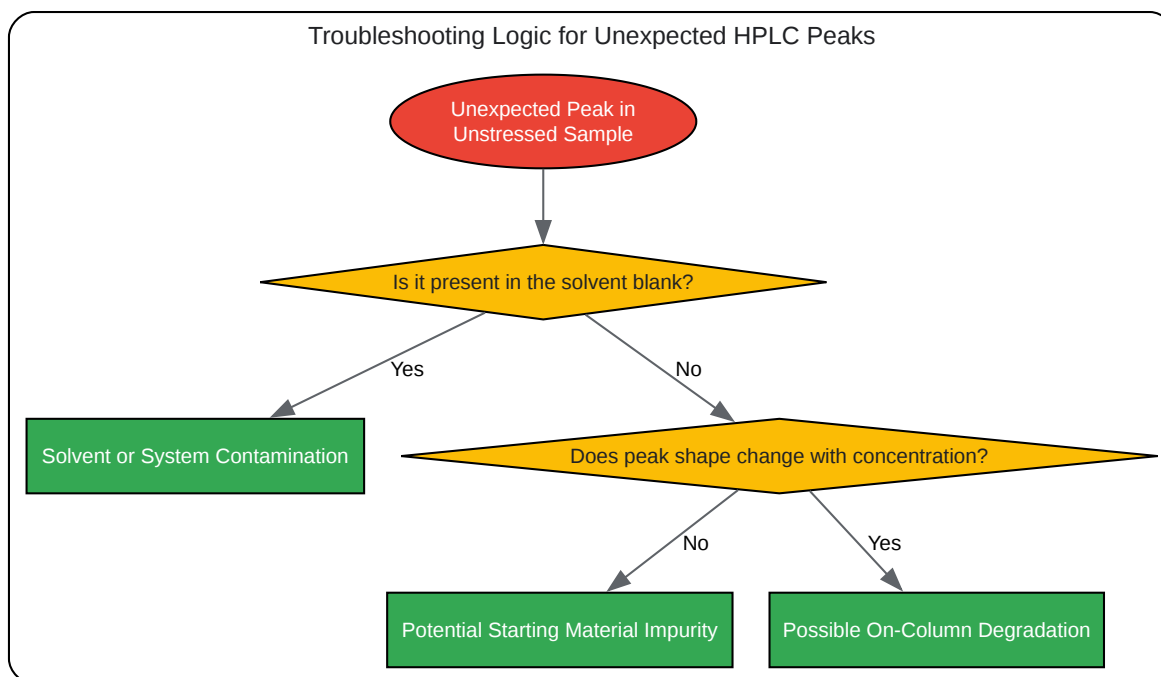 Troubleshooting Logic for Unexpected HPLC Peaks
Unexpected Peak in
Unstressed Sample
Is it present in the solvent blank?
Yes
No
Solvent or System Contamination
Does peak shape change with concentration?
No
Yes
Potential Starting Material Impurity
Possible On-Column Degradation